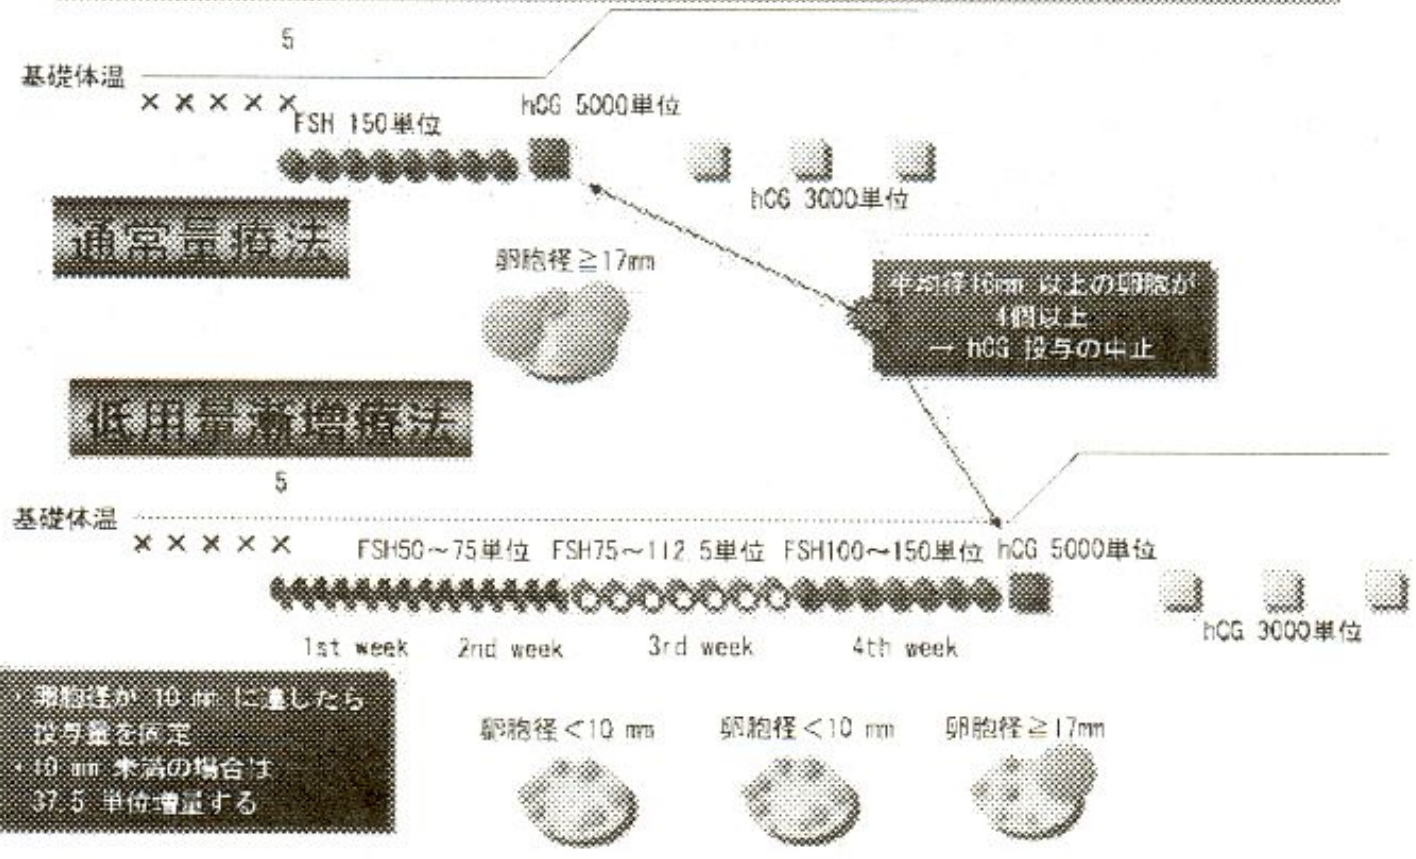 5
基礎体温
× × × × ×
FSH 150単位
hCG 5000単位
hCG 3000単位
通常量療法
卵胞径≧17mm
平均径16mm 以上の卵胞が
4個以上
→ hCG 投与の中止
低用量漸増療法
5
基礎体温
× × × × ×
FSH50～75単位 FSH75～112.5単位 FSH100～150単位 hCG 5000単位
hCG 3000単位
1st week 2nd week 3rd week 4th week
・卵胞径が 10 mm に達したら
投与量を固定
・10 mm 未満の場合は
37.5 単位増量する
卵胞径＜10 mm 卵胞径＜10 mm 卵胞径≧17mm